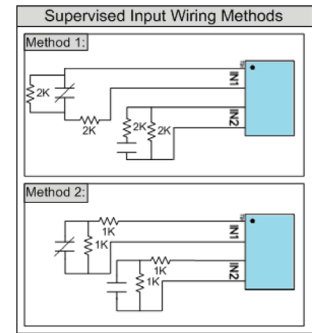 Supervised Input Wiring Methods
Method 1:
2K
2K
2K
2K
IN1
IN2
Method 2:
1K
1K
1K
1K
IN1
IN2